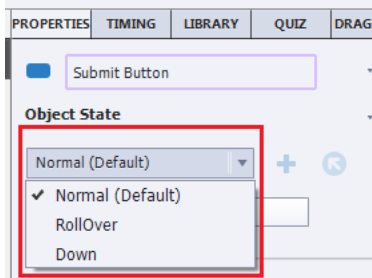 PROPERTIES TIMING LIBRARY QUIZ DRAG
Submit Button
Object State
Normal (Default)
Normal (Default)
RollOver
Down